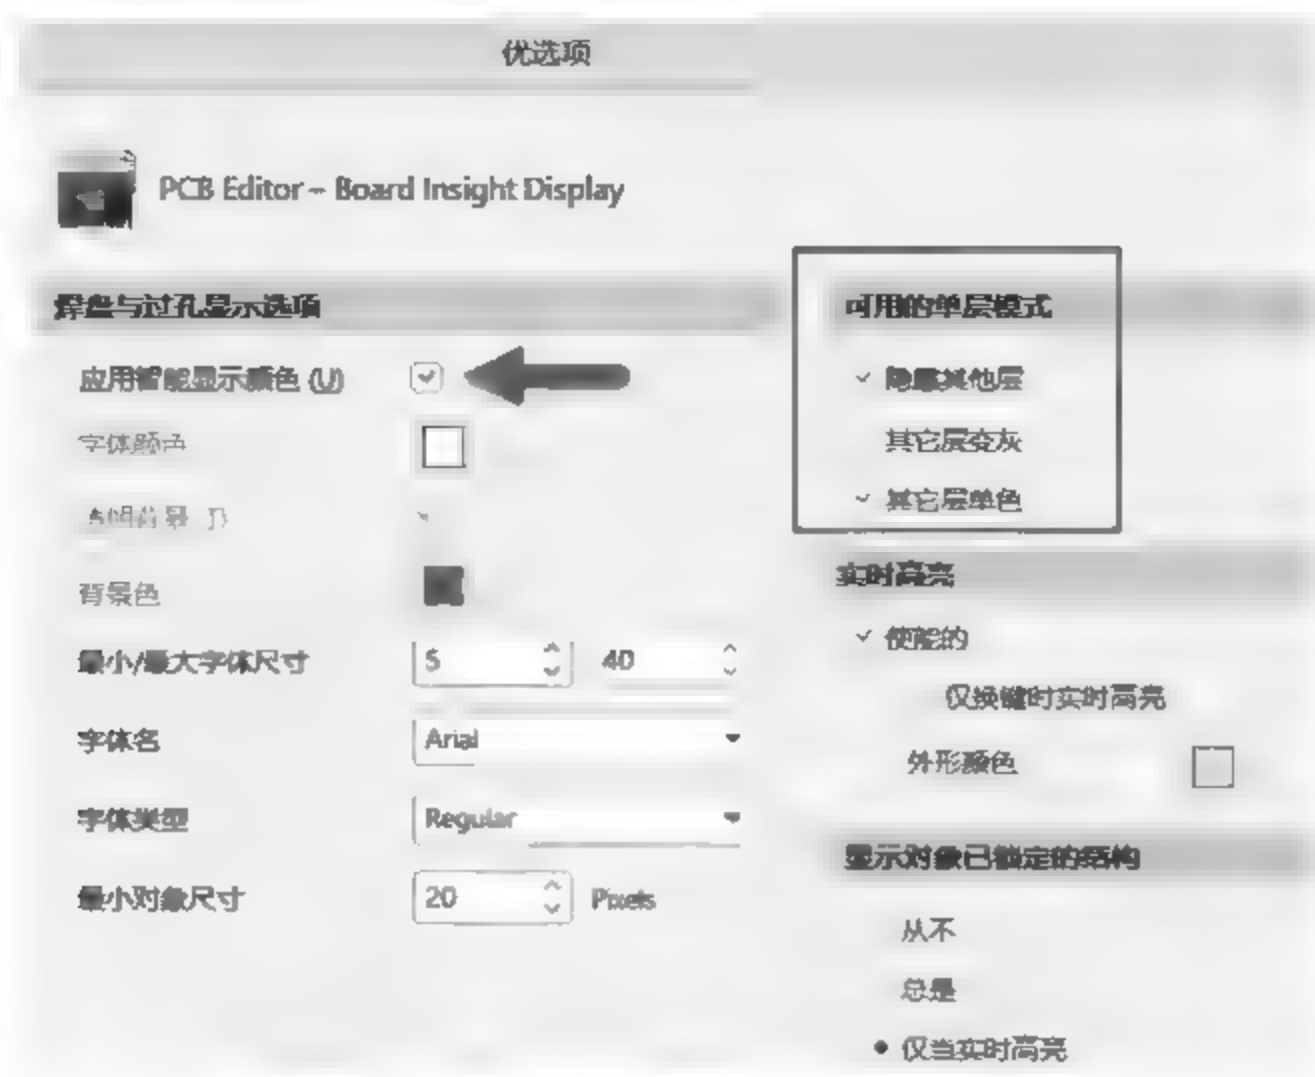 优选项
PCB Editor – Board Insight Display
焊盘与过孔显示选项
应用智能显示颜色 (U)
字体颜色
背景色
最小/最大字体尺寸 5 40
字体名 Arial
字体类型 Regular
最小对象尺寸 20 Pixels
可用的单层模式
隐藏其他层
其它层变灰
其它层单色
实时高亮
使能的
仅换键时实时高亮
外形颜色
显示对象已锁定的结构
从不
总是
仅当实时高亮